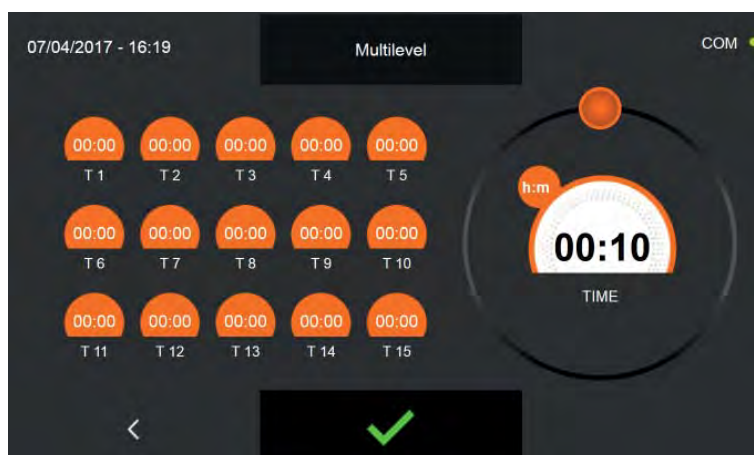 07/04/2017 - 16:19
Multilevel
COM
00:00 00:00 00:00 00:00 00:00
T 1 T 2 T 3 T 4 T 5
h:m
00:10
TIME
00:00 00:00 00:00 00:00 00:00
T 6 T 7 T 8 T 9 T 10
00:00 00:00 00:00 00:00 00:00
T 11 T 12 T 13 T 14 T 15